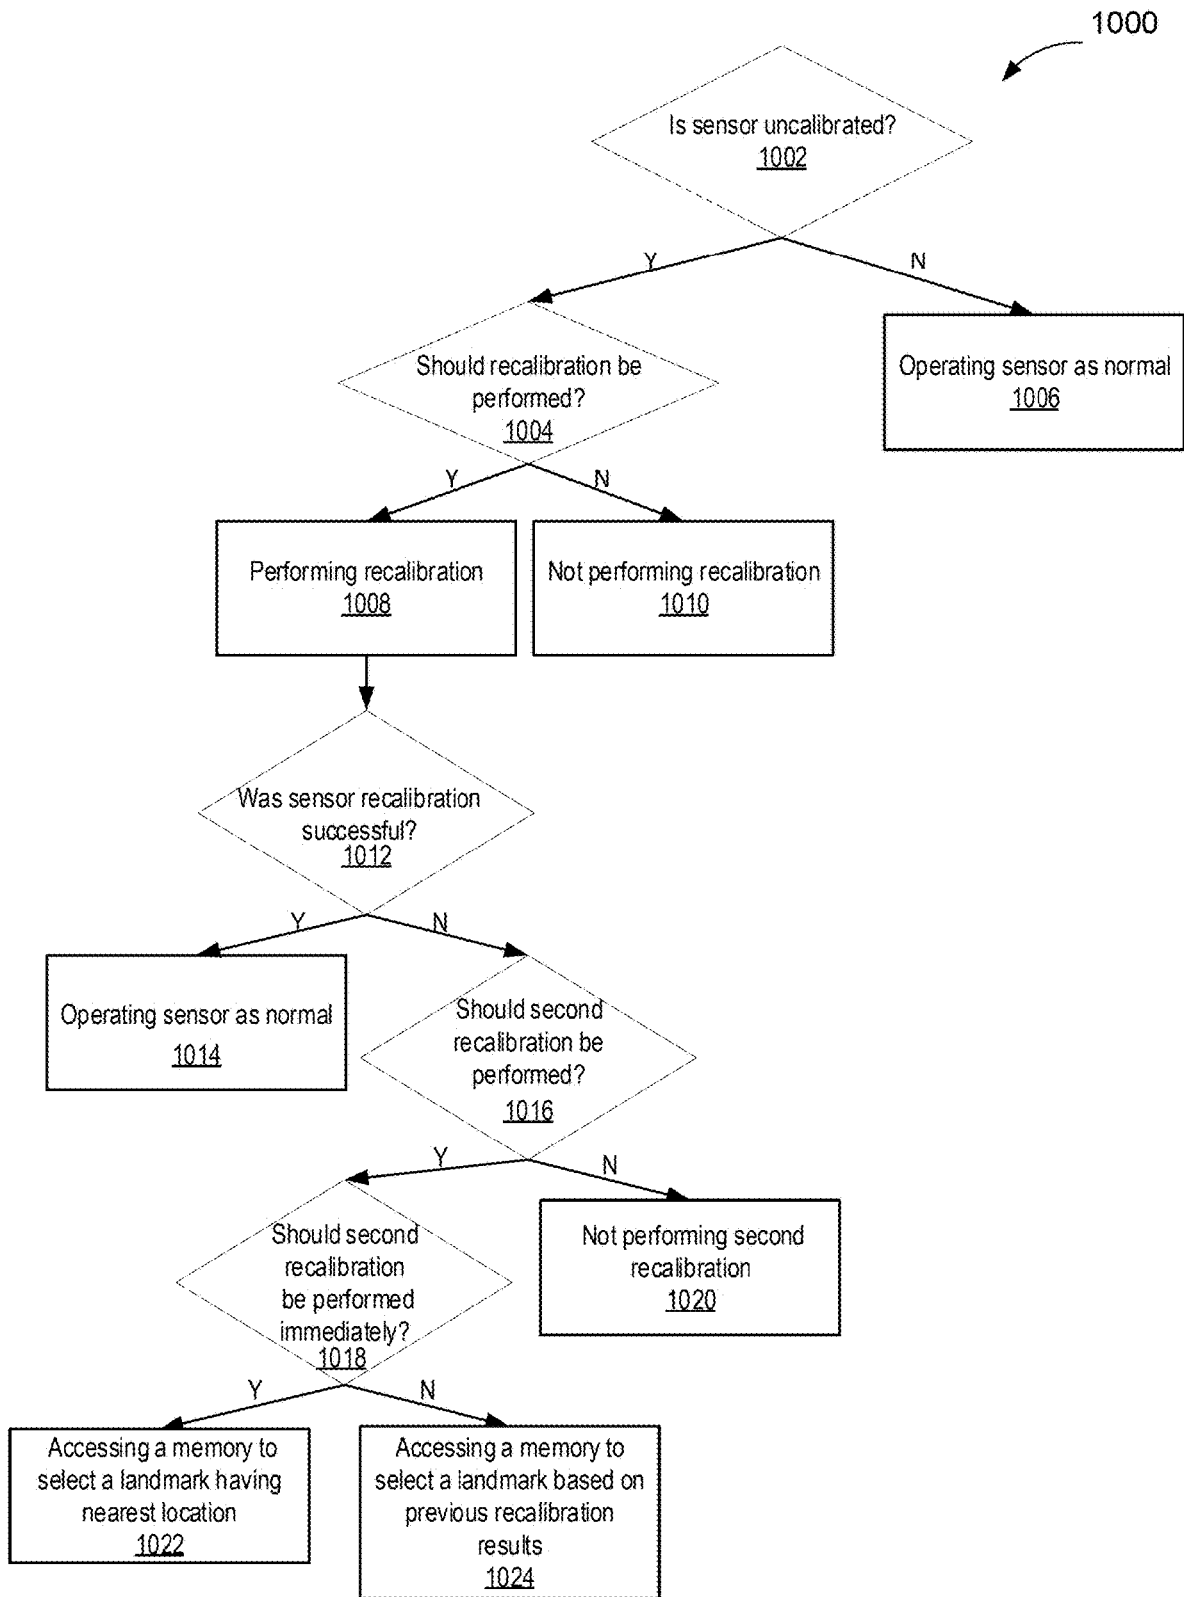 1000
Is sensor uncalibrated?
1002
Y
N
Should recalibration be
performed?
1004
Operating sensor as normal
1006
Y
N
Performing recalibration
1008
Not performing recalibration
1010
Was sensor recalibration
successful?
1012
Y
N
Operating sensor as normal
1014
Should second
recalibration be
performed?
1016
Y
N
Should second
recalibration
be performed
immediately?
1018
Not performing second
recalibration
1020
Y
N
Accessing a memory to
select a landmark having
nearest location
1022
Accessing a memory to
select a landmark based on
previous recalibration
results
1024